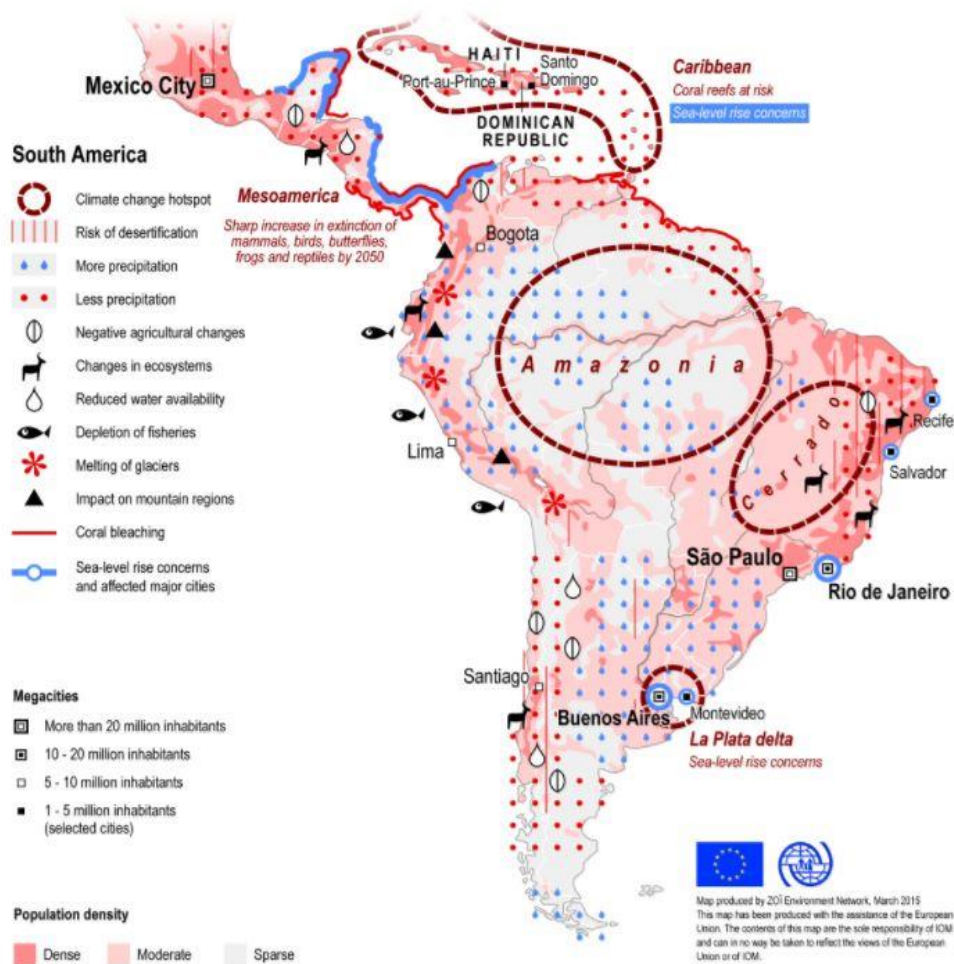 Mexico City
HAITI
Port-au-Prince
Santo
Domingo
DOMINICAN
REPUBLIC
Caribbean
Coral reefs at risk
Sea-level rise concerns
South America
Climate change hotspot
Risk of desertification
More precipitation
Less precipitation
Negative agricultural changes
Changes in ecosystems
Reduced water availability
Depletion of fisheries
Melting of glaciers
Impact on mountain regions
Coral bleaching
Sea-level rise concerns
and affected major cities
Mesoamerica
Sharp increase in extinction of
mammals, birds, butterflies,
frogs and reptiles by 2050
Bogota
Amazonia
Cerrado
Recife
Salvador
Lima
São Paulo
Rio de Janeiro
Santiago
Buenos Aires
Montevideo
La Plata delta
Sea-level rise concerns
Megacities
More than 20 million inhabitants
10 - 20 million inhabitants
5 - 10 million inhabitants
1 - 5 million inhabitants
(selected cities)
Population density
Dense
Moderate
Sparse
Map produced by ZOÏ Environment Network, March 2015
This map has been produced with the assistance of the European
Union. The contents of this map are the sole responsibility of IOM
and can in no way be taken to reflect the views of the European
Union or of IOM.